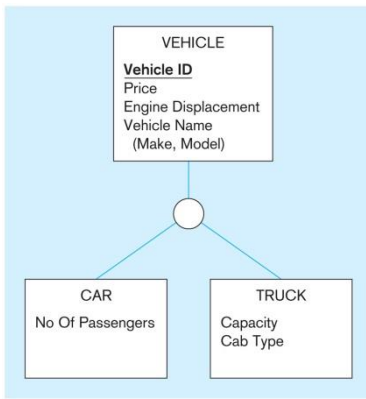 VEHICLE
Vehicle ID
Price
Engine Displacement
Vehicle Name
(Make, Model)
CAR
No Of Passengers
TRUCK
Capacity
Cab Type